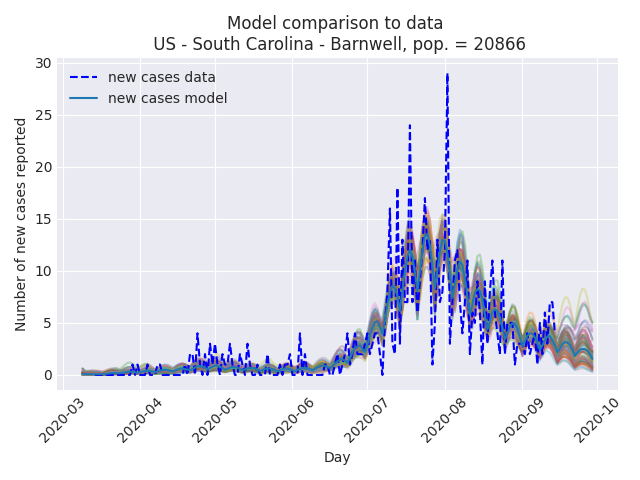 Model comparison to data
US - South Carolina - Barnwell, pop. = 20866
new cases data
new cases model
Number of new cases reported
30
25
20
15
10
5
0
2020-03
2020-04
2020-05
2020-06
2020-07
2020-08
2020-09
2020-10
Day